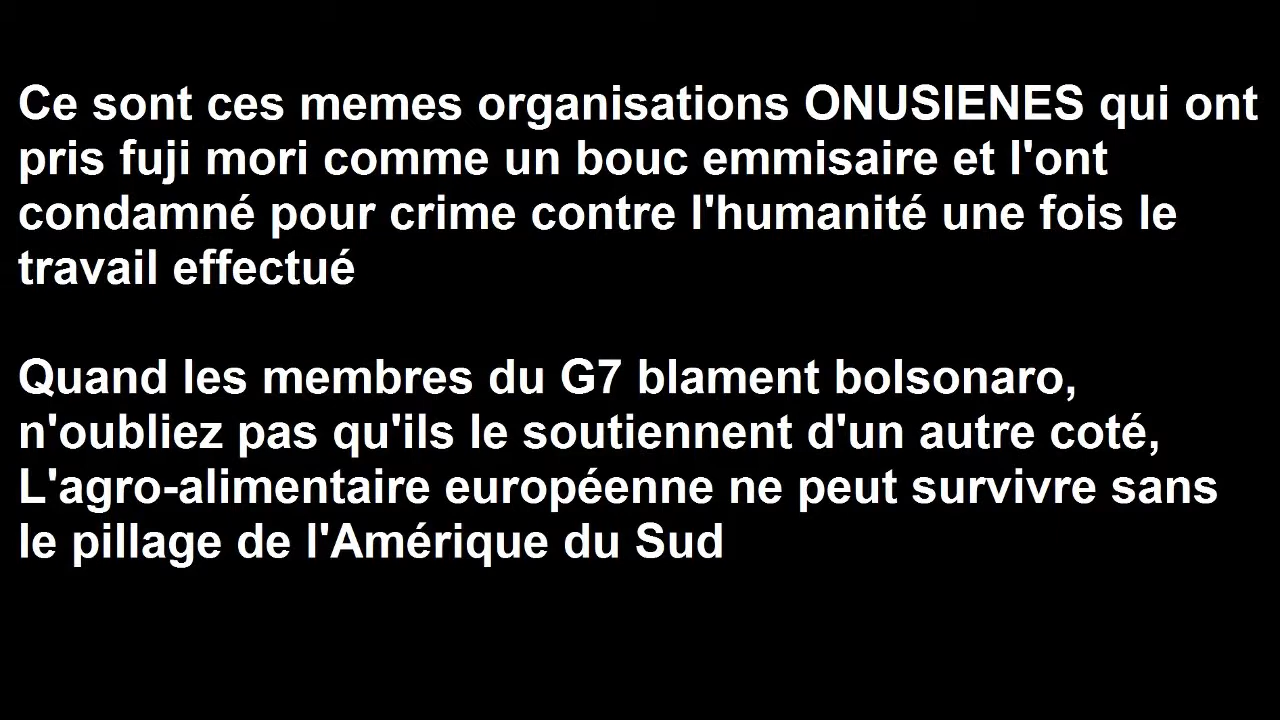 Ce sont ces memes organisations ONUSIENES qui ont
pris fuji mori comme un bouc emmisaire et l'ont
condamné pour crime contre l'humanité une fois le
travail effectué
Quand les membres du G7 blament bolsonaro,
n'oubliez pas qu'ils le soutiennent d'un autre coté,
L'agro-alimentaire européenne ne peut survivre sans
le pillage de l'Amérique du Sud